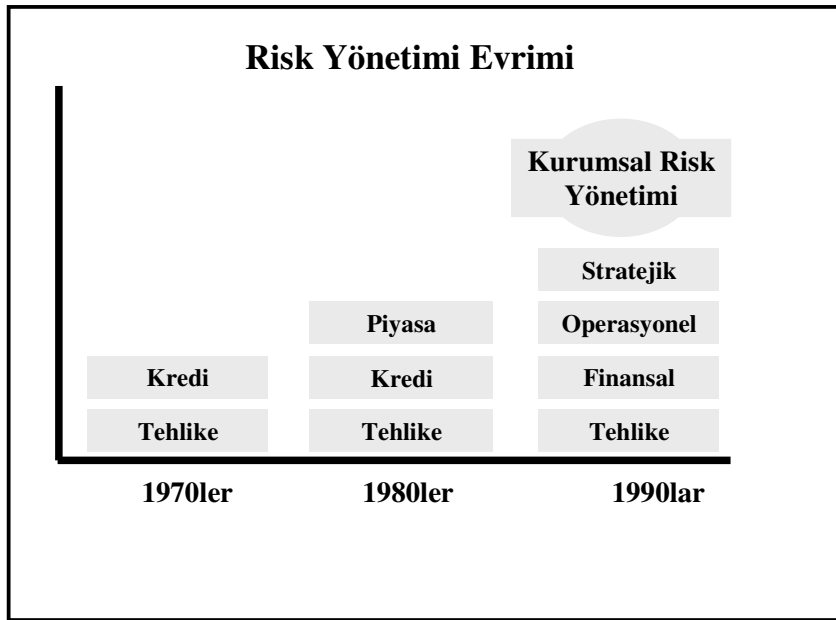 Risk Yönetimi Evrimi
Kurumsal Risk
Yönetimi
Stratejik
Piyasa
Operasyonel
Kredi
Kredi
Finansal
Tehlike
Tehlike
Tehlike
1970ler
1980ler
1990lar